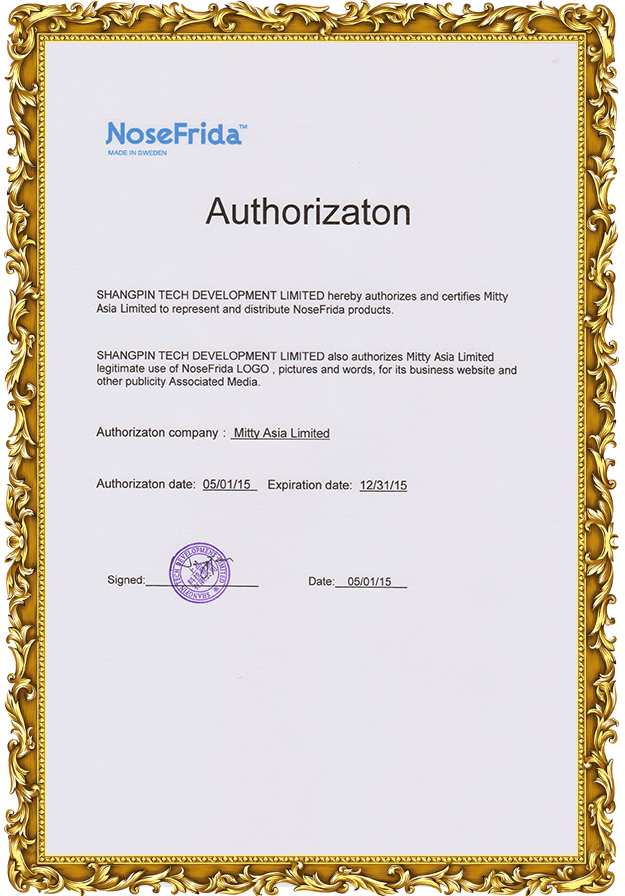 NoseFrida™
MADE IN SWEDEN
Authorizaton
SHANGPIN TECH DEVELOPMENT LIMITED hereby authorizes and certifies Mitty
Asia Limited to represent and distribute NoseFrida products.
SHANGPIN TECH DEVELOPMENT LIMITED also authorizes Mitty Asia Limited
legitimate use of NoseFrida LOGO , pictures and words, for its business website and
other publicity Associated Media.
Authorizaton company : Mitty Asia Limited
Authorizaton date: 05/01/15 Expiration date: 12/31/15
SHANGPIN TECH DEVELOPMENT LIMITED
Signed: Date: 05/01/15